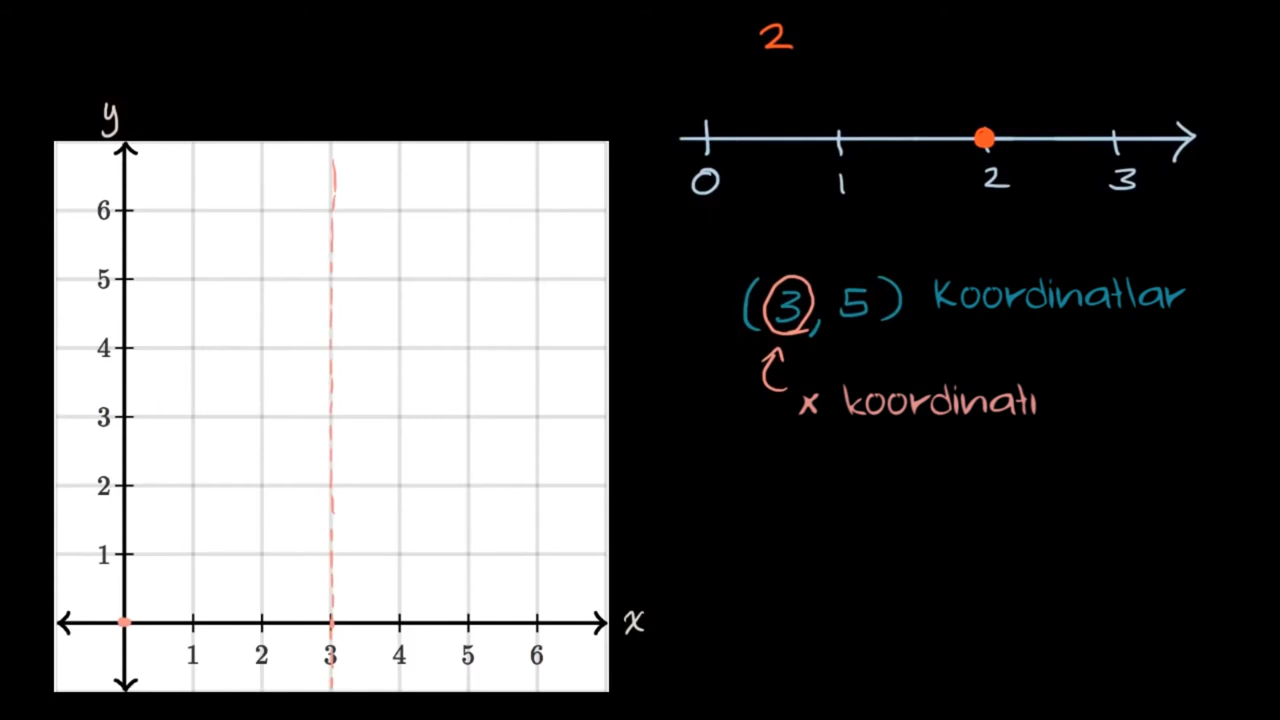 2
y
0 1 2 3
6
5
4
3
2
1
(3, 5) Koordinatlar
x koordinatı
x
1 2 3 4 5 6